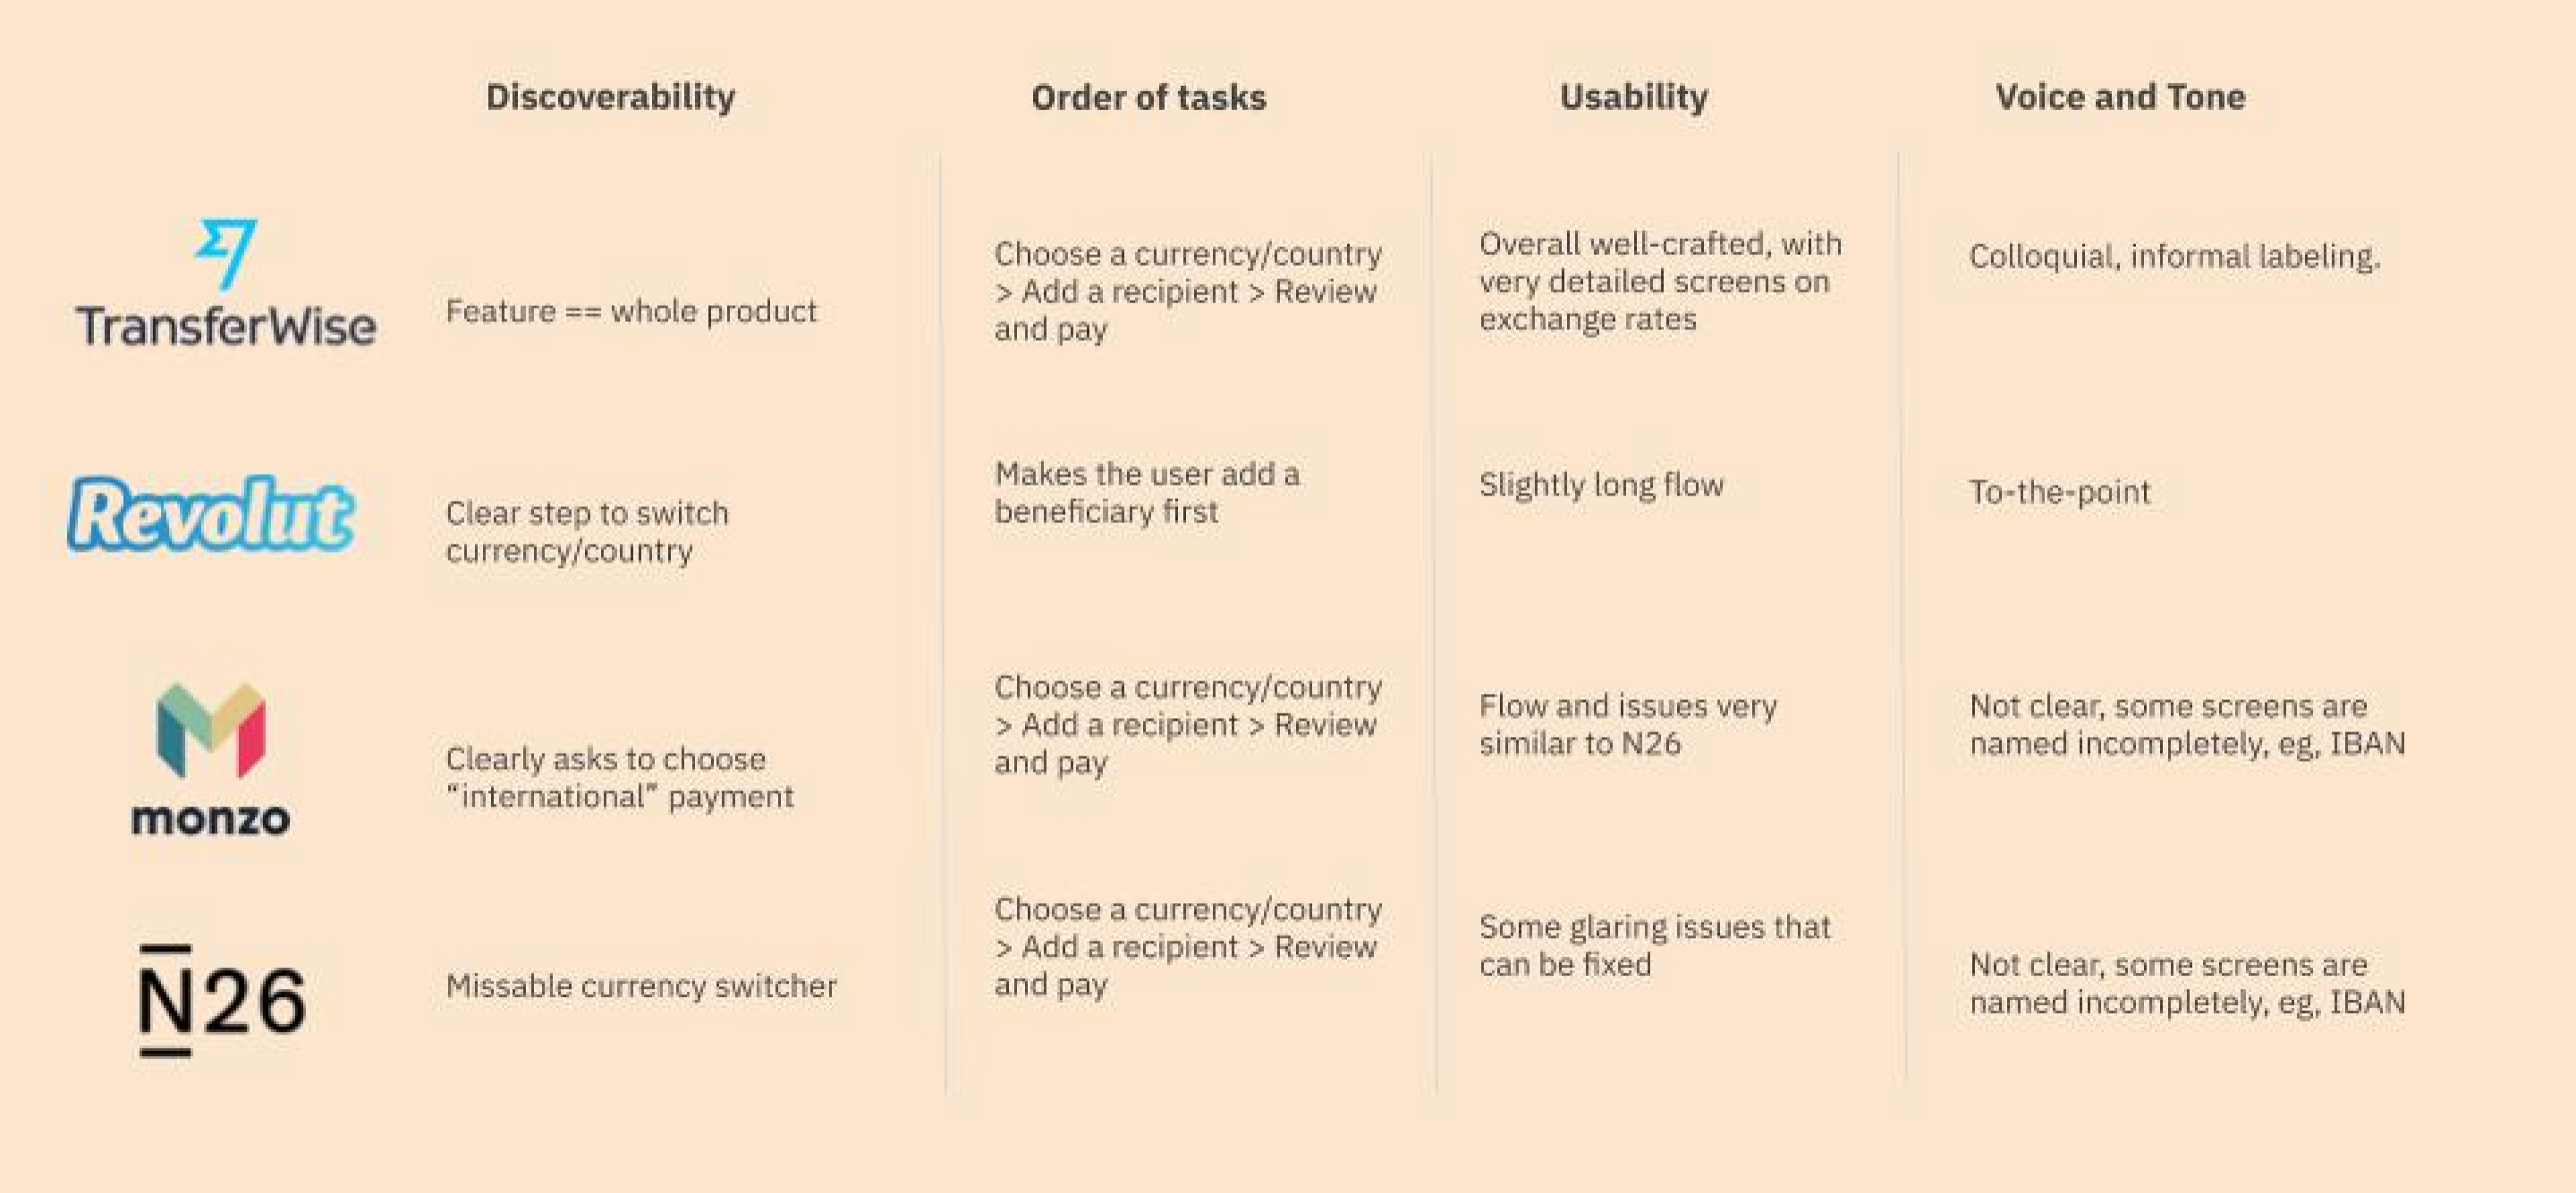 Discoverability
Order of tasks
Usability
Voice and Tone
TransferWise
Feature == whole product
Choose a currency/country
> Add a recipient > Review
and pay
Overall well-crafted, with
very detailed screens on
exchange rates
Colloquial, informal labeling.
Revolut
Clear step to switch
currency/country
Makes the user add a
beneficiary first
Slightly long flow
To-the-point
monzo
Clearly asks to choose
“international” payment
Choose a currency/country
> Add a recipient > Review
and pay
Flow and issues very
similar to N26
Not clear, some screens are
named incompletely, eg, IBAN
N26
Missable currency switcher
Choose a currency/country
> Add a recipient > Review
and pay
Some glaring issues that
can be fixed
Not clear, some screens are
named incompletely, eg, IBAN